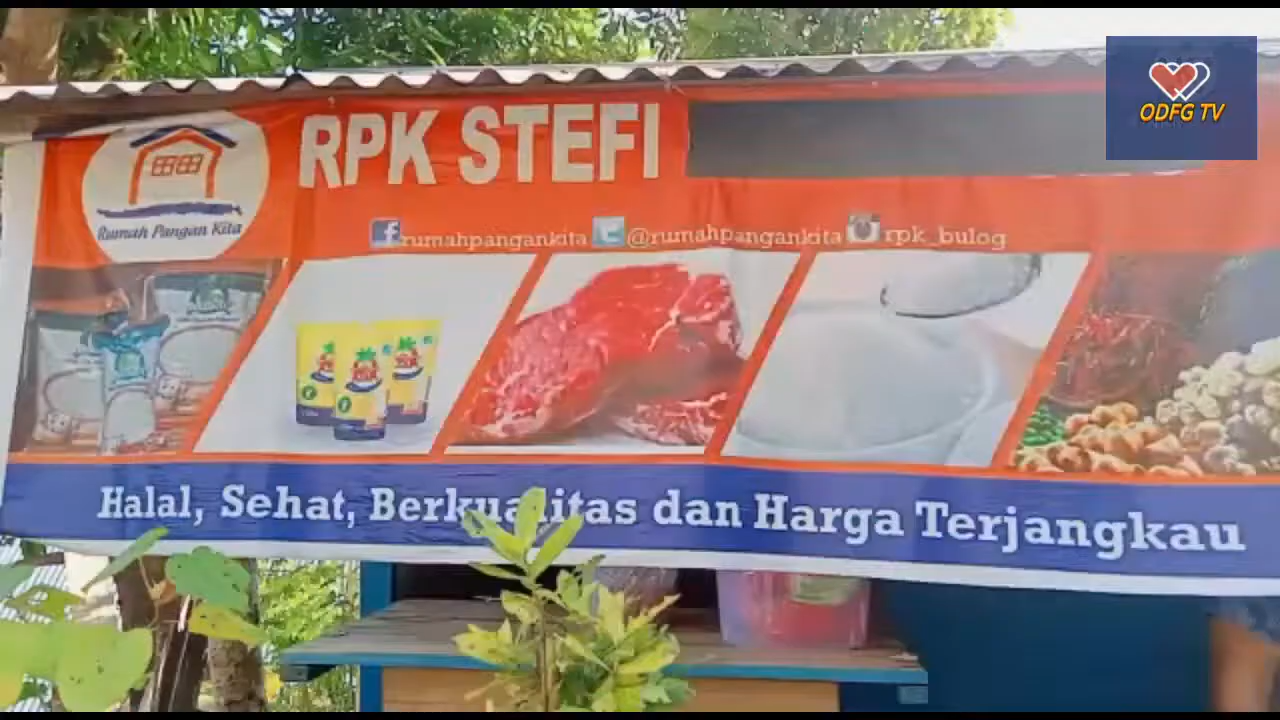 ODFG TV
RPK STEFI
Rumah Pangan Kita
rumahpangankita @rumahpangankita rpk_bulog
Halal, Sehat, Berkualitas dan Harga Terjangkau